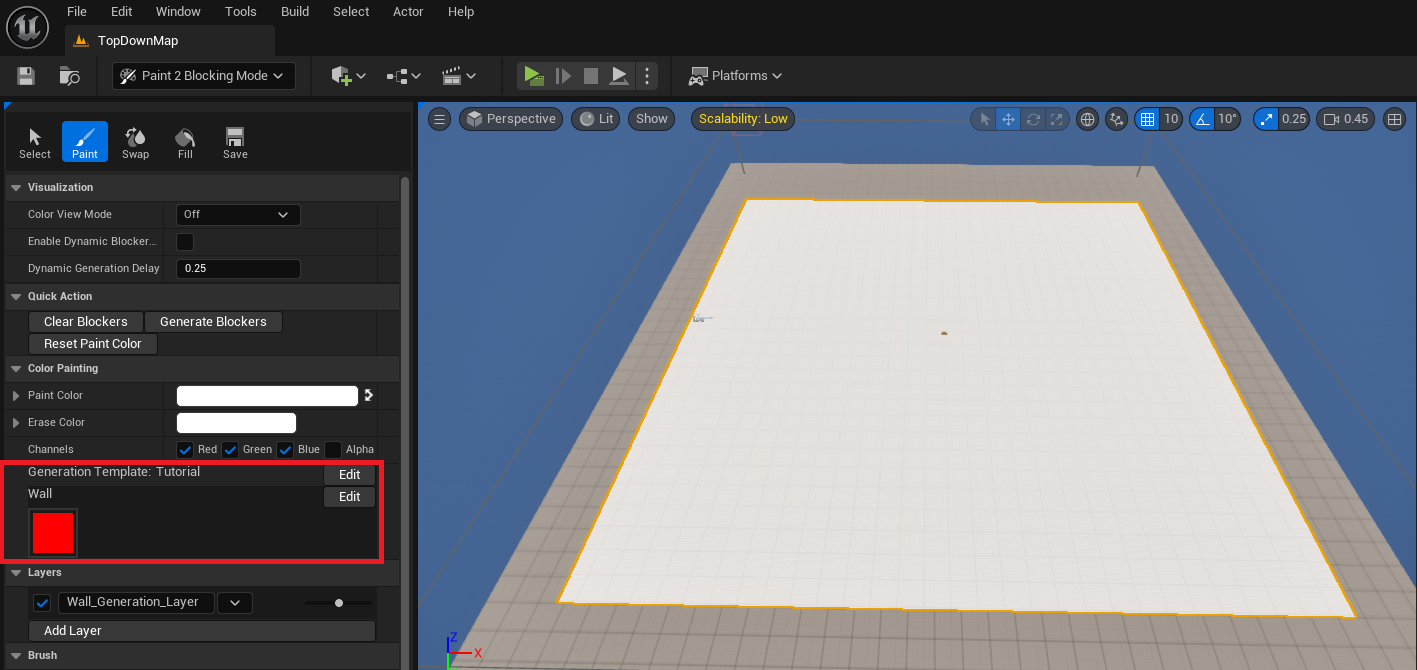 File Edit Window Tools Build Select Actor Help
TopDownMap
Paint 2 Blocking Mode
Platforms
Select Paint Swap Fill Save
Visualization
Color View Mode Off
Enable Dynamic Blocker...
Dynamic Generation Delay 0.25
Quick Action
Clear Blockers Generate Blockers
Reset Paint Color
Color Painting
Paint Color
Erase Color
Channels Red Green Blue Alpha
Generation Template: Tutorial Edit
Wall Edit
Layers
Wall_Generation_Layer
Add Layer
Brush
Perspective Lit Show Scalability: Low 10 10° 0.25 0.45
Z
X